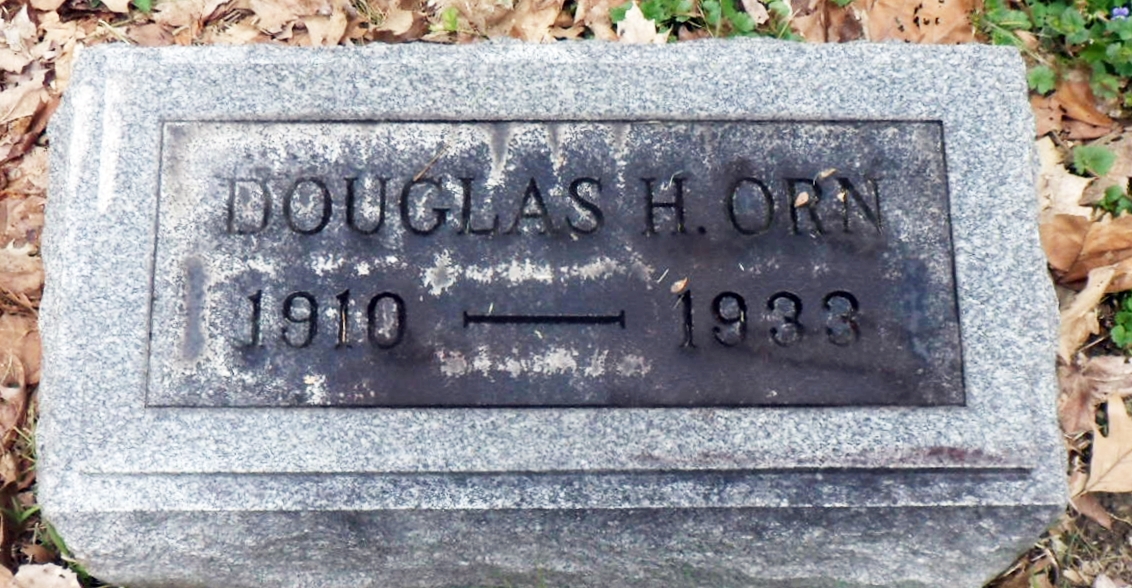 DOUGLAS H. ORN
1910 — 1933